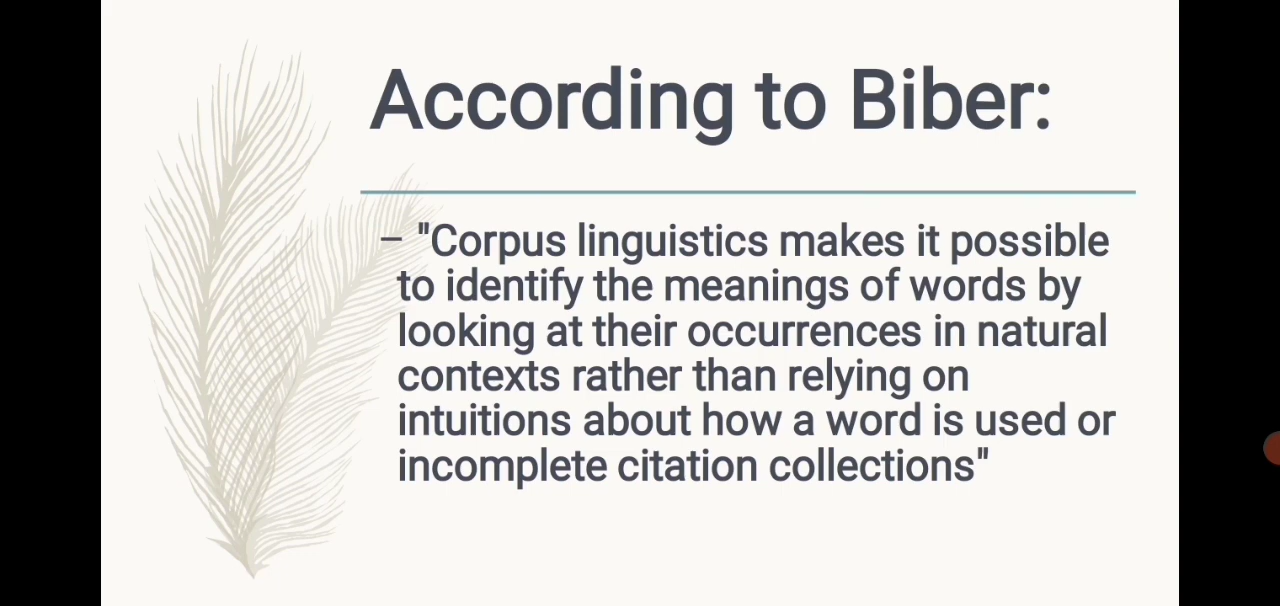 According to Biber:
– "Corpus linguistics makes it possible
to identify the meanings of words by
looking at their occurrences in natural
contexts rather than relying on
intuitions about how a word is used or
incomplete citation collections"